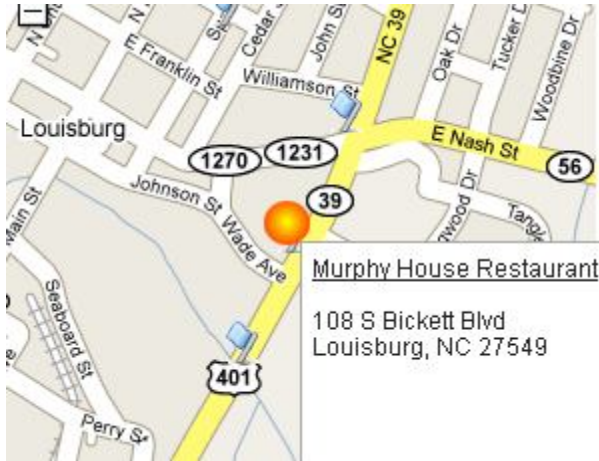 E Franklin St
Cedar S
John S
NC 39
Oak Dr
Tucker D
Woodbine Dr
Williamson St
Louisburg
1270
1231
E Nash St
56
Johnson St
Wade Ave
39
Main St
gwood Dr
Tangle
Murphy House Restaurant
108 S Bickett Blvd
Louisburg, NC 27549
Seaboard St
401
Perry St